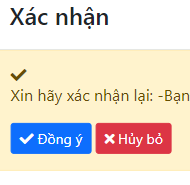 Xác nhận
Xin hãy xác nhận lại: -Bạn
Đồng ý
Hủy bỏ